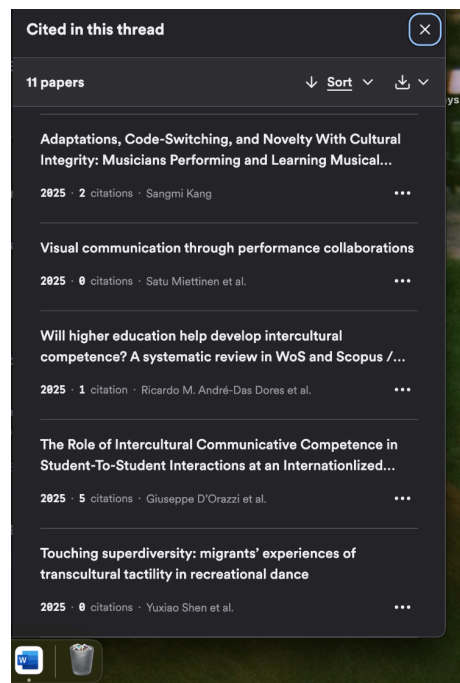 Cited in this thread
11 papers
Sort
ys
Adaptations, Code-Switching, and Novelty With Cultural
Integrity: Musicians Performing and Learning Musical...
2025 · 2 citations · Sangmi Kang
Visual communication through performance collaborations
2025 · 0 citations · Satu Miettinen et al.
Will higher education help develop intercultural
competence? A systematic review in WoS and Scopus /...
2025 · 1 citation · Ricardo M. André-Das Dores et al.
The Role of Intercultural Communicative Competence in
Student-To-Student Interactions at an Internationlized...
2025 · 5 citations · Giuseppe D'Orazzi et al.
Touching superdiversity: migrants' experiences of
transcultural tactility in recreational dance
2025 · 0 citations · Yuxiao Shen et al.
W